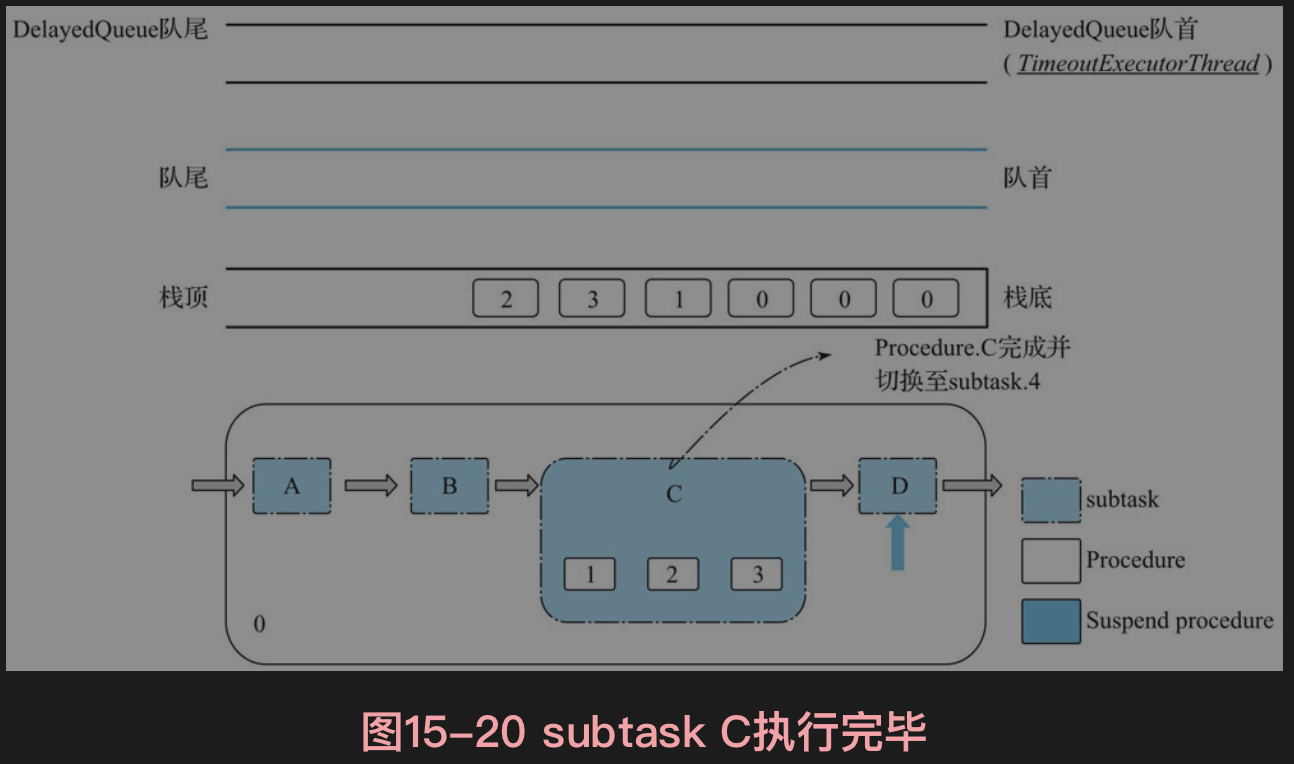 DelayedQueue队尾
DelayedQueue队首
( TimeoutExecutorThread )
队尾
队首
栈顶
2 3 1 0 0 0
栈底
Procedure.C完成并
切换至subtask.4
A
B
C
D
1 2 3
0
subtask
Procedure
Suspend procedure
图15-20 subtask C执行完毕